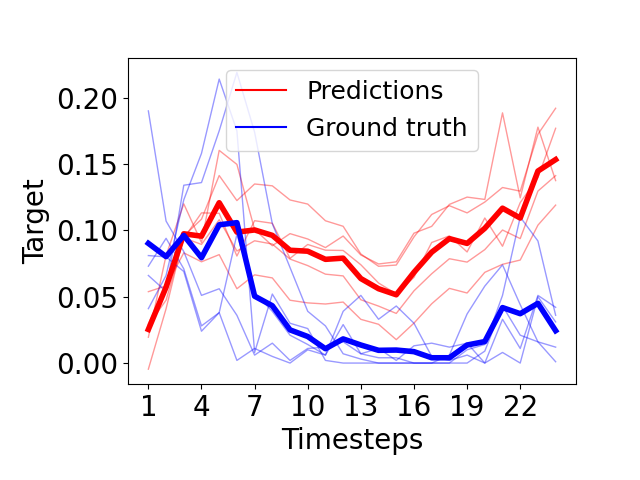 Predictions
Ground truth
Target
0.20
0.15
0.10
0.05
0.00
1 4 7 10 13 16 19 22
Timesteps